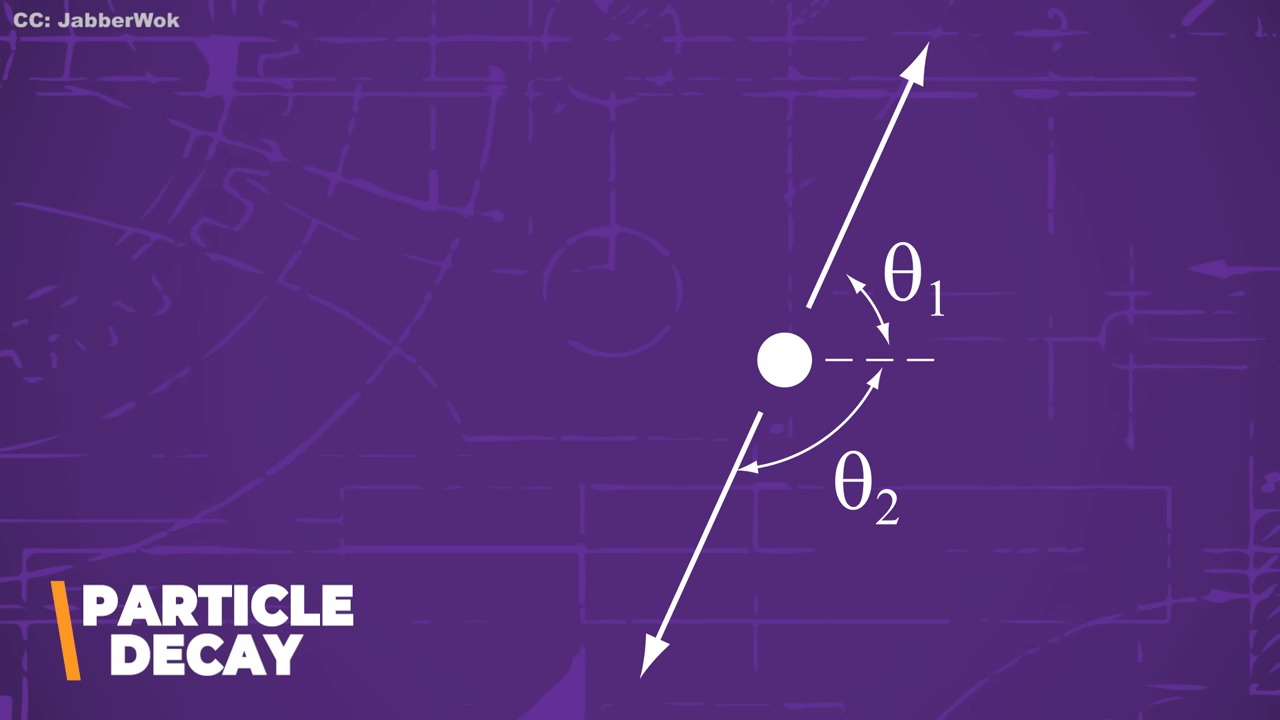 CC: JabberWok
θ1
θ2
PARTICLE
DECAY